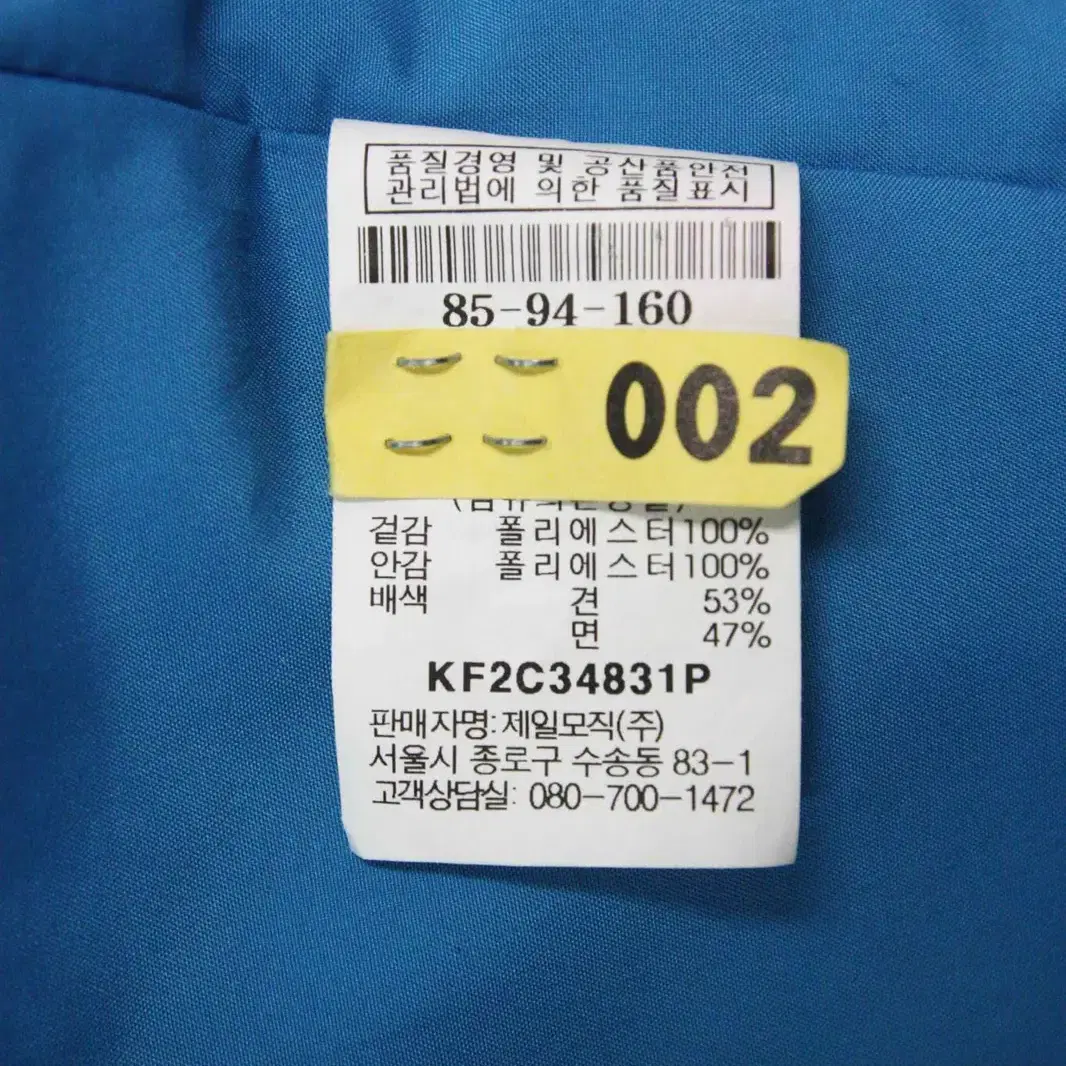 품질경영 및 공산품안전
관리법에 의한 품질표시
85-94-160
002
겉감 폴리에스터100%
안감 폴리에스터100%
배색 견 53%
면 47%
KF2C34831P
판매자명: 제일모직(주)
서울시 종로구 수송동 83-1
고객상담실: 080-700-1472